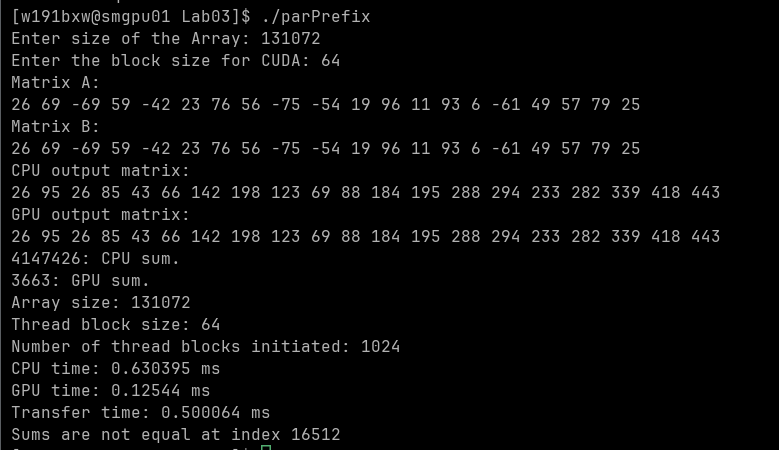 [w191bxw@smgpu01 Lab03]$ ./parPrefix
Enter size of the Array: 131072
Enter the block size for CUDA: 64
Matrix A:
26 69 -69 59 -42 23 76 56 -75 -54 19 96 11 93 6 -61 49 57 79 25
Matrix B:
26 69 -69 59 -42 23 76 56 -75 -54 19 96 11 93 6 -61 49 57 79 25
CPU output matrix:
26 95 26 85 43 66 142 198 123 69 88 184 195 288 294 233 282 339 418 443
GPU output matrix:
26 95 26 85 43 66 142 198 123 69 88 184 195 288 294 233 282 339 418 443
4147426: CPU sum.
3663: GPU sum.
Array size: 131072
Thread block size: 64
Number of thread blocks initiated: 1024
CPU time: 0.630395 ms
GPU time: 0.12544 ms
Transfer time: 0.500064 ms
Sums are not equal at index 16512